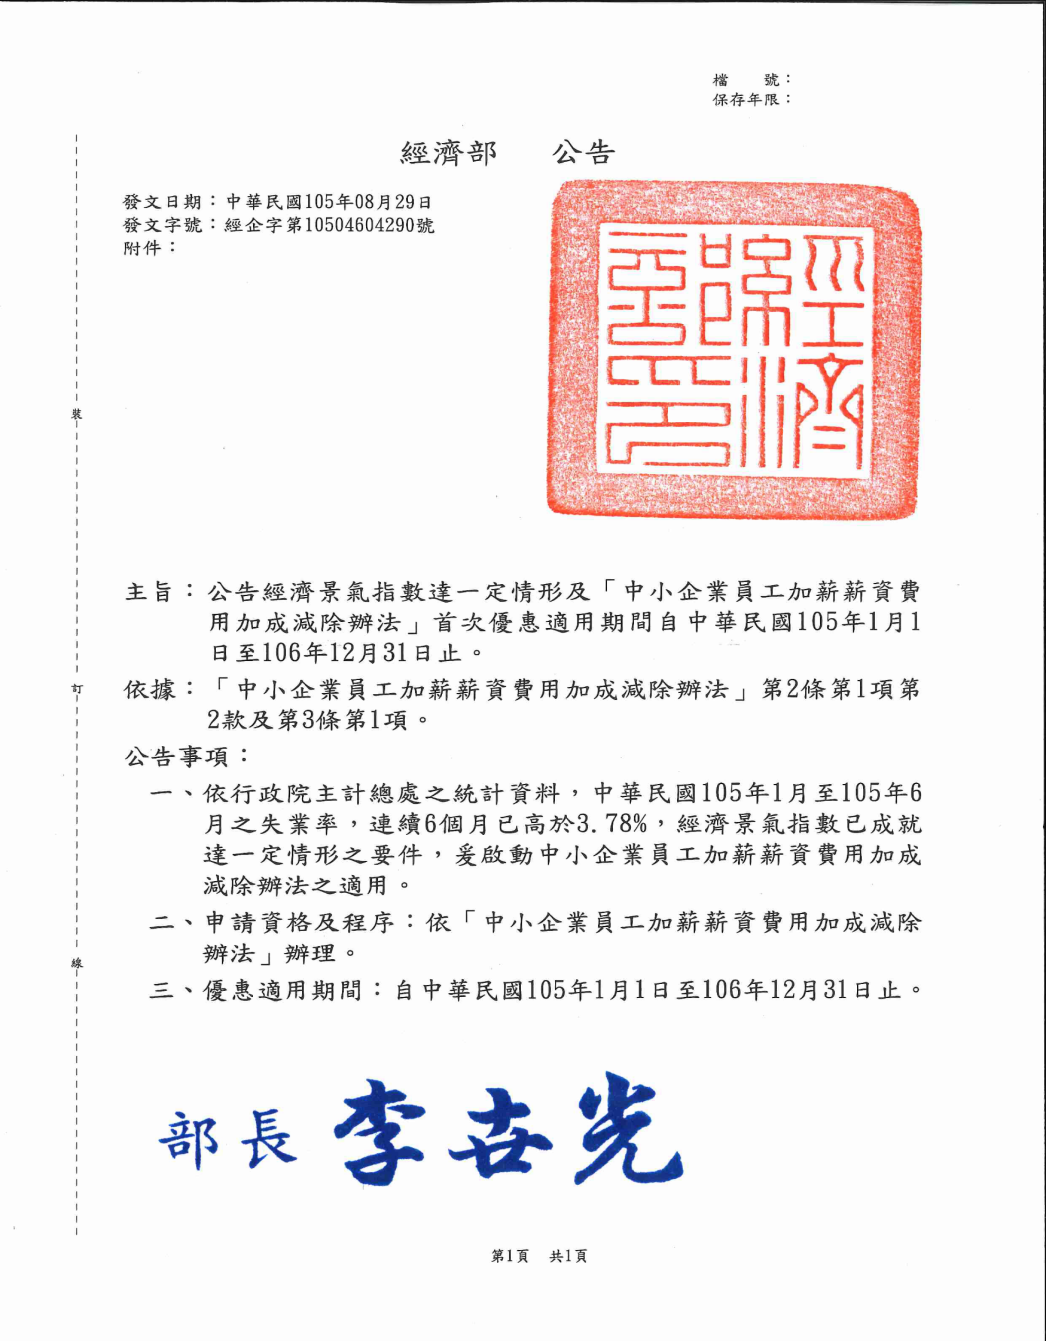 檔　　號：
保存年限：
經濟部　　公告
發文日期：中華民國105年08月29日
發文字號：經企字第10504604290號
附件：
經濟部印
主旨：公告經濟景氣指數達一定情形及「中小企業員工加薪薪資費
用加成減除辦法」首次優惠適用期間自中華民國105年1月1
日至106年12月31日止。
依據：「中小企業員工加薪薪資費用加成減除辦法」第2條第1項第
2款及第3條第1項。
公告事項：
一、依行政院主計總處之統計資料，中華民國105年1月至105年6
月之失業率，連續6個月已高於3.78%，經濟景氣指數已成就
達一定情形之要件，爰啟動中小企業員工加薪薪資費用加成
減除辦法之適用。
二、申請資格及程序：依「中小企業員工加薪薪資費用加成減除
辦法」辦理。
三、優惠適用期間：自中華民國105年1月1日至106年12月31日止。
裝
訂
線
部長 李世光
第1頁　共1頁